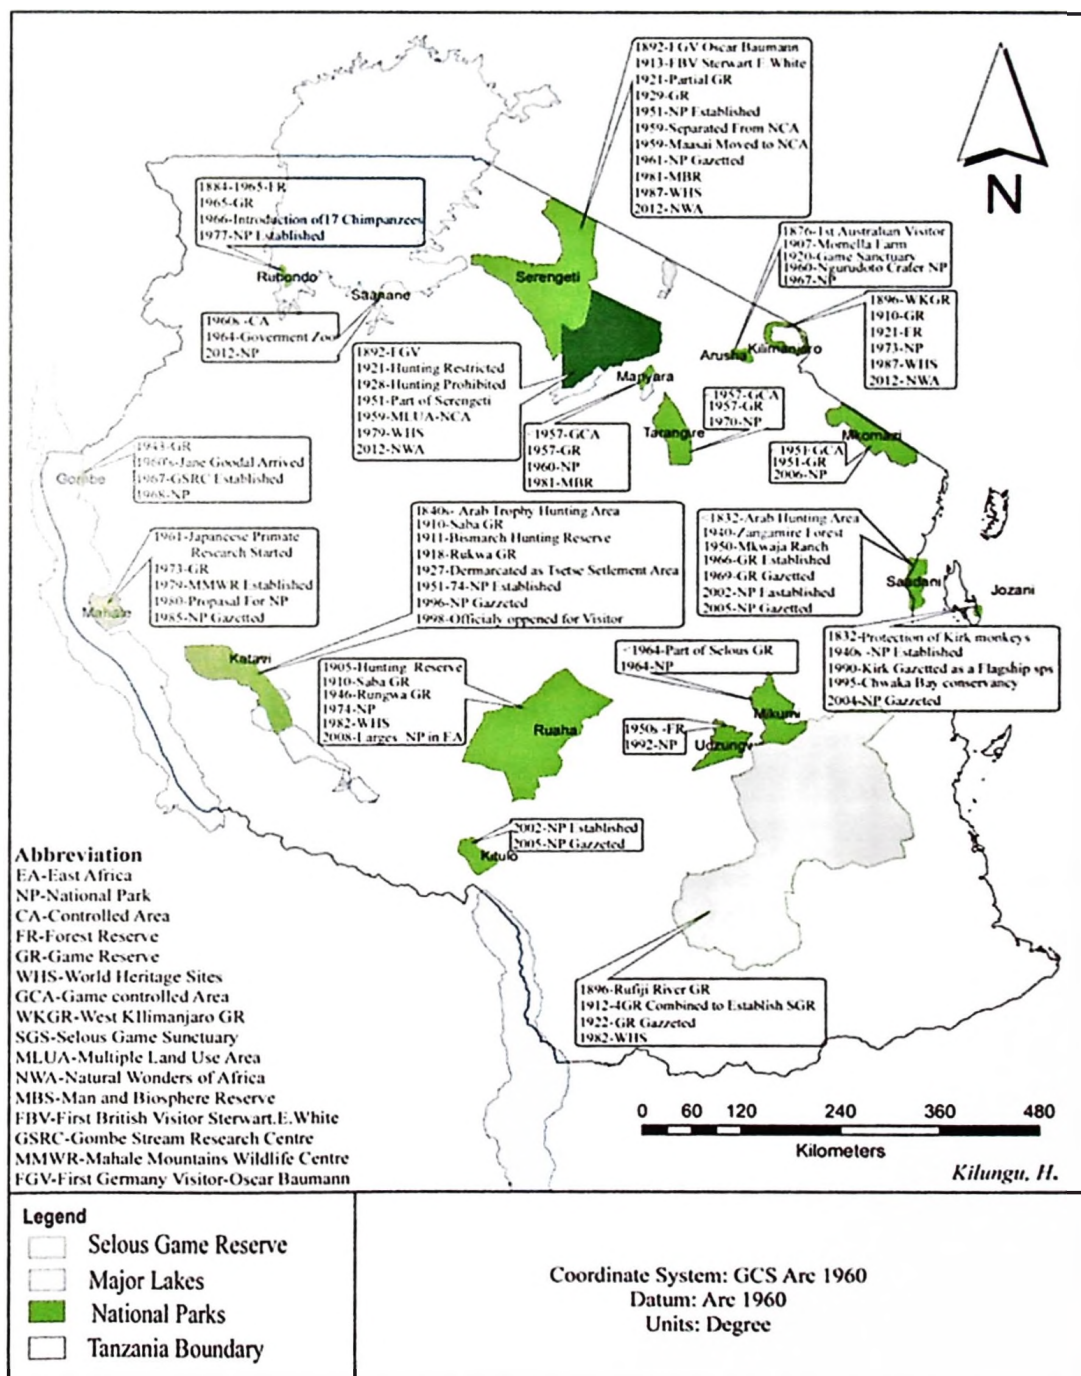 1892-FGV Oscar Baumann
1913-FBV Sterwart E White
1921-Partial GR
1929-GR
1951-NP Established
1959-Separated From NCA
1959-Maasai Moved to NCA
1961-NP Gazetted
1981-MBR
1987-WHS
2012-NWA
N
1884-1965-FR
1965-GR
1966-Introduction of17 Chimpanzees
1977-NP Established
Rubondo
Serengeti
1876-1st Australian Visitor
1907-Momella Farm
1920-Game Sanctuary
1960-Ngurudoto Crafer NP
1967-NP
Saanane
1960s -CA
1964-Goverment Zoo
2012-NP
1896-WKGR
1910-GR
1921-FR
1973-NP
1987-WHS
2012-NWA
Arusha
Kilimanjaro
1892-FGV
1921-Hunting Restricted
1928-Hunting Prohibited
1951-Part of Serengeti
1959-MLUA-NCA
1979-WHS
2012-NWA
Manyara
<1957-GCA
1957-GR
1960-NP
1981-MBR
<1957-GCA
1957-GR
1970-NP
Tarangire
Mkomazi
<1951GCA
1951-GR
2006-NP
1943-GR
1960's-Jane Goodal Arrived
1967-GSRC Established
1968-NP
Gombe
1961-Japaneese Primate
Research Started
1973-GR
1979-MMWR Established
1980-Propasal For NP
1985-NP Gazetted
Mahale
1840s- Arab Trophy Hunting Area
1910-Saba GR
1911-Bismarch Hunting Reserve
1918-Rukwa GR
1927-Dermarcated as Tsetse Setlement Area
1951-74-NP Established
1996-NP Gazzeted
1998-Officialy oppened for Visitor
<1832-Arab Hunting Area
1940-Zangamire Forest
1950-Mkwaja Ranch
1966-GR Established
1969-GR Gazetted
2002-NP Eastablished
2005-NP Gazetted
Saadani
Jozani
1832-Protection of Kirk monkeys
1940s -NP Established
1990-Kirk Gazetted as a Flagship sps
1995-Chwaka Bay conservancy
2004-NP Gazzeted
Katavi
1905-Hunting Reserve
1910-Saba GR
1946-Rungwa GR
1974-NP
1982-WHS
2008-Larges NP in EA
Ruaha
<1964-Part of Selous GR
1964-NP
Mikumi
1950s -FR
1992-NP
Udzungv
2002-NP Established
2005-NP Gazzeted
Kitulo
1896-Rufiji River GR
1912-4GR Combined to Establish SGR
1922-GR Gazzeted
1982-WHS
Abbreviation
EA-East Africa
NP-National Park
CA-Controlled Area
FR-Forest Reserve
GR-Game Reserve
WHS-World Heritage Sites
GCA-Game controlled Area
WKGR-West KIlimanjaro GR
SGS-Selous Game Sunctuary
MLUA-Multiple Land Use Area
NWA-Natural Wonders of Africa
MBS-Man and Biosphere Reserve
FBV-First British Visitor Sterwart.E.White
GSRC-Gombe Stream Research Centre
MMWR-Mahale Mountains Wildlife Centre
FGV-First Germany Visitor-Oscar Baumann
0 60 120 240 360 480
Kilometers
Kilungu, H.
Legend
Selous Game Reserve
Major Lakes
National Parks
Tanzania Boundary
Coordinate System: GCS Arc 1960
Datum: Arc 1960
Units: Degree